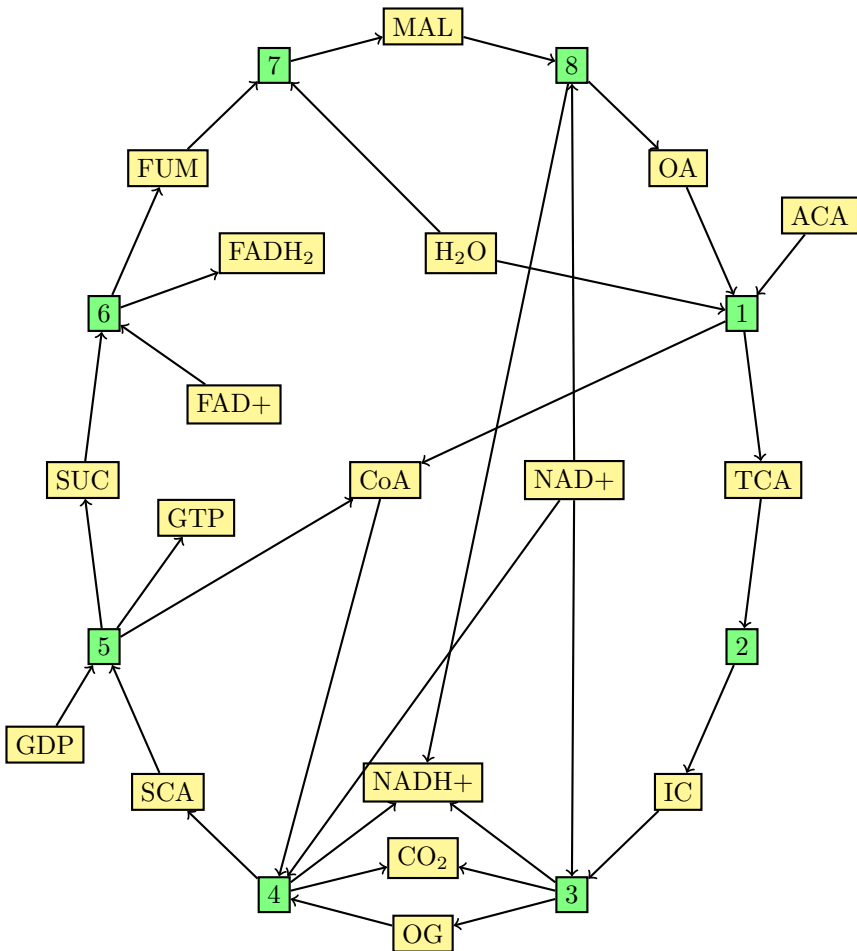 MAL
7
8
FUM
OA
ACA
FADH₂
H₂O
6
1
FAD+
SUC
CoA
NAD+
TCA
GTP
5
2
GDP
SCA
NADH+
IC
CO₂
4
3
OG